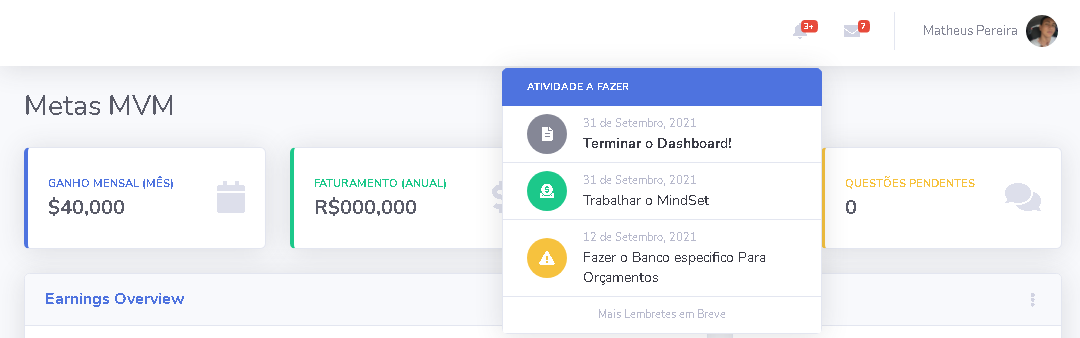 3+
7
Matheus Pereira
Metas MVM
ATIVIDADE A FAZER
31 de Setembro, 2021
Terminar o Dashboard!
31 de Setembro, 2021
Trabalhar o MindSet
12 de Setembro, 2021
Fazer o Banco especifico Para
Orçamentos
Mais Lembretes em Breve
GANHO MENSAL (MÊS)
$40,000
FATURAMENTO (ANUAL)
R$000,000
QUESTÕES PENDENTES
0
Earnings Overview